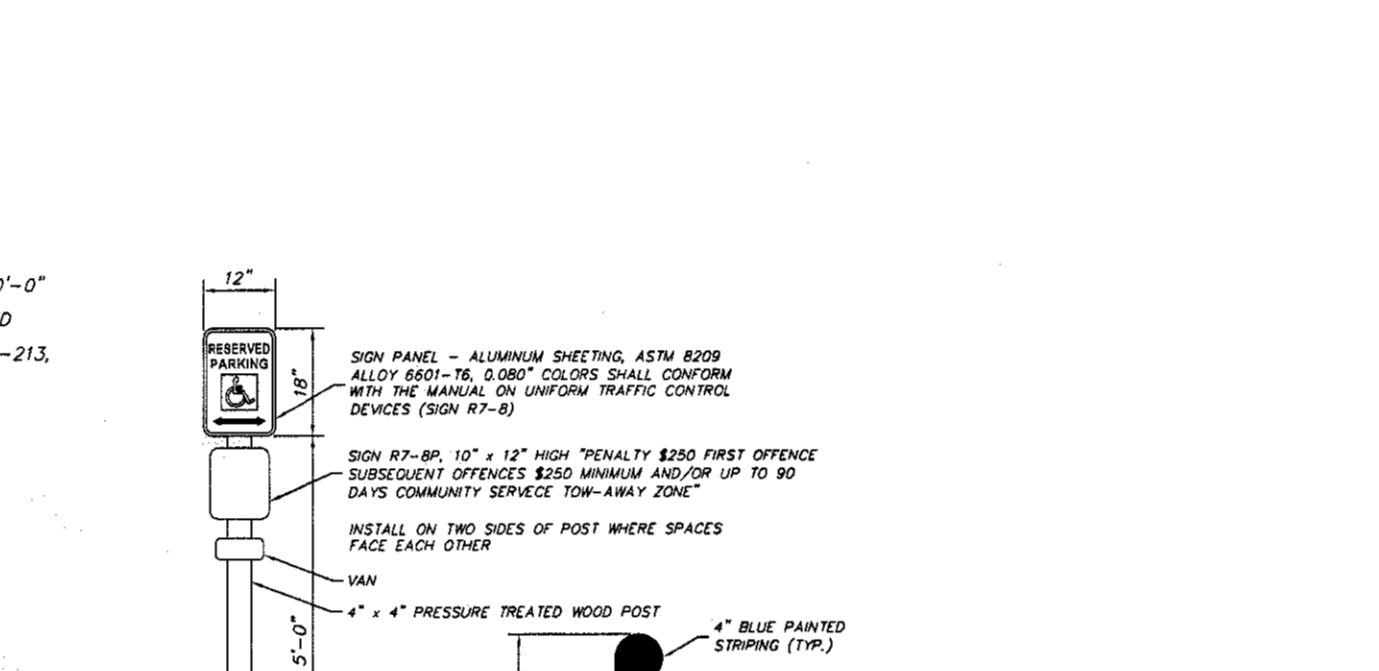 0'-0"
D
-213,
12"
RESERVED
PARKING
18"
SIGN PANEL - ALUMINUM SHEETING, ASTM B209
ALLOY 6601-T6, 0.080" COLORS SHALL CONFORM
WITH THE MANUAL ON UNIFORM TRAFFIC CONTROL
DEVICES (SIGN R7-8)
SIGN R7-8P, 10" x 12" HIGH "PENALTY $250 FIRST OFFENCE
SUBSEQUENT OFFENCES $250 MINIMUM AND/OR UP TO 90
DAYS COMMUNITY SERVECE TOW-AWAY ZONE"
INSTALL ON TWO SIDES OF POST WHERE SPACES
FACE EACH OTHER
VAN
4" x 4" PRESSURE TREATED WOOD POST
5'-0"
4" BLUE PAINTED
STRIPING (TYP.)